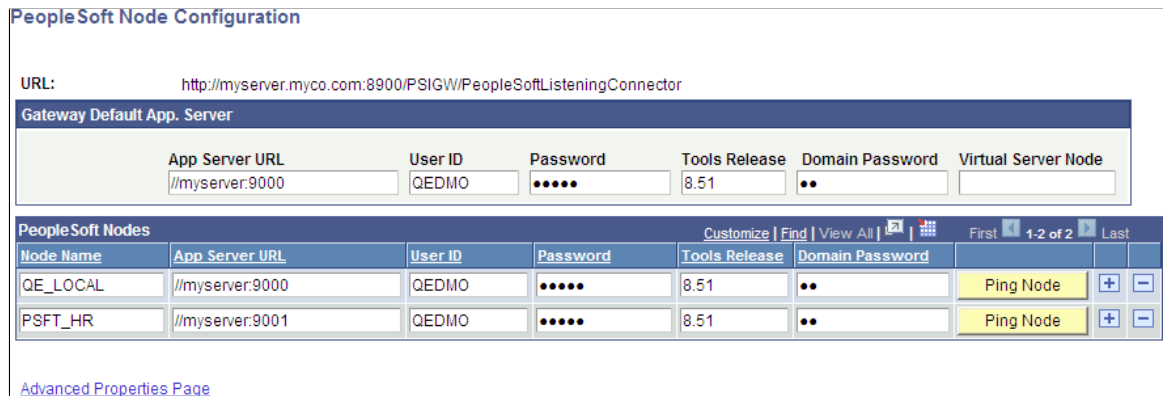 PeopleSoft Node Configuration
URL: http://myserver.myco.com:8900/PSIGW/PeopleSoftListeningConnector
Gateway Default App. Server
App Server URL User ID Password Tools Release Domain Password Virtual Server Node
//myserver:9000 QEDMO ••••• 8.51 ••
PeopleSoft Nodes Customize | Find | View All | | First 1-2 of 2 Last
Node Name App Server URL User ID Password Tools Release Domain Password
QE_LOCAL //myserver:9000 QEDMO ••••• 8.51 •• Ping Node + -
PSFT_HR //myserver:9001 QEDMO ••••• 8.51 •• Ping Node + -
Advanced Properties Page